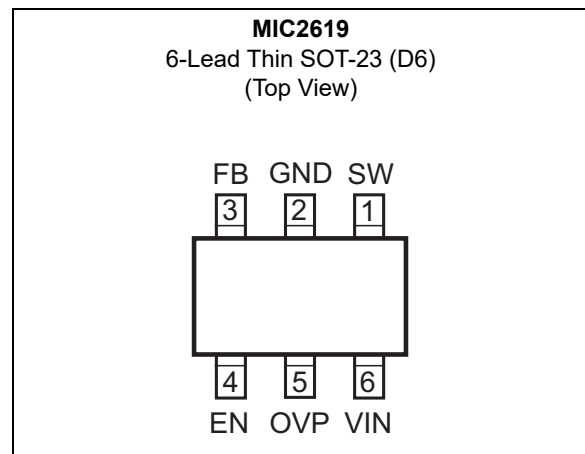 MIC2619
6-Lead Thin SOT-23 (D6)
(Top View)
FB GND SW
3 2 1
4 5 6
EN OVP VIN